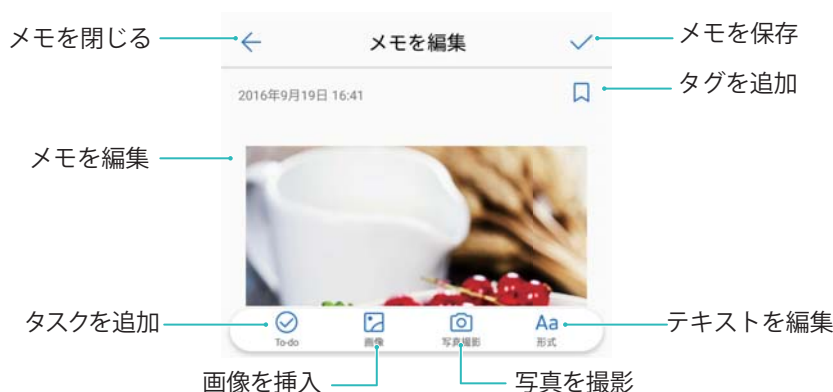 メモを閉じる
メモを編集
メモを保存
2016年9月19日 16:41
タグを追加
メモを編集
タスクを追加
To-do
画像
写真撮影
Aa
形式
テキストを編集
画像を挿入
写真を撮影